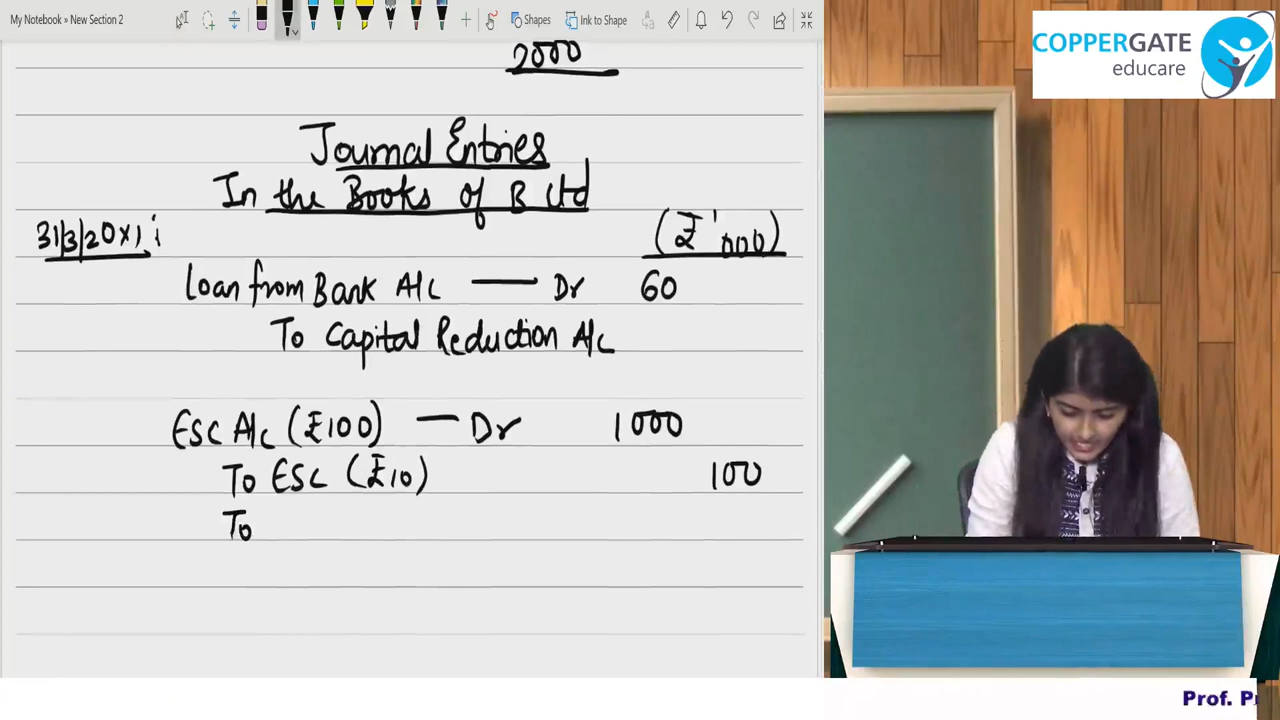 My Notebook » New Section 2
Shapes
Ink to Shape
COPPERGATE
educare
2000
Journal Entries
In the Books of B Ltd
31/3/20x1
(₹'000)
Loan from Bank A/c — Dr 60
To Capital Reduction A/c
ESC A/c (₹100) — Dr 1000
To ESC (₹10) 100
To
Prof.